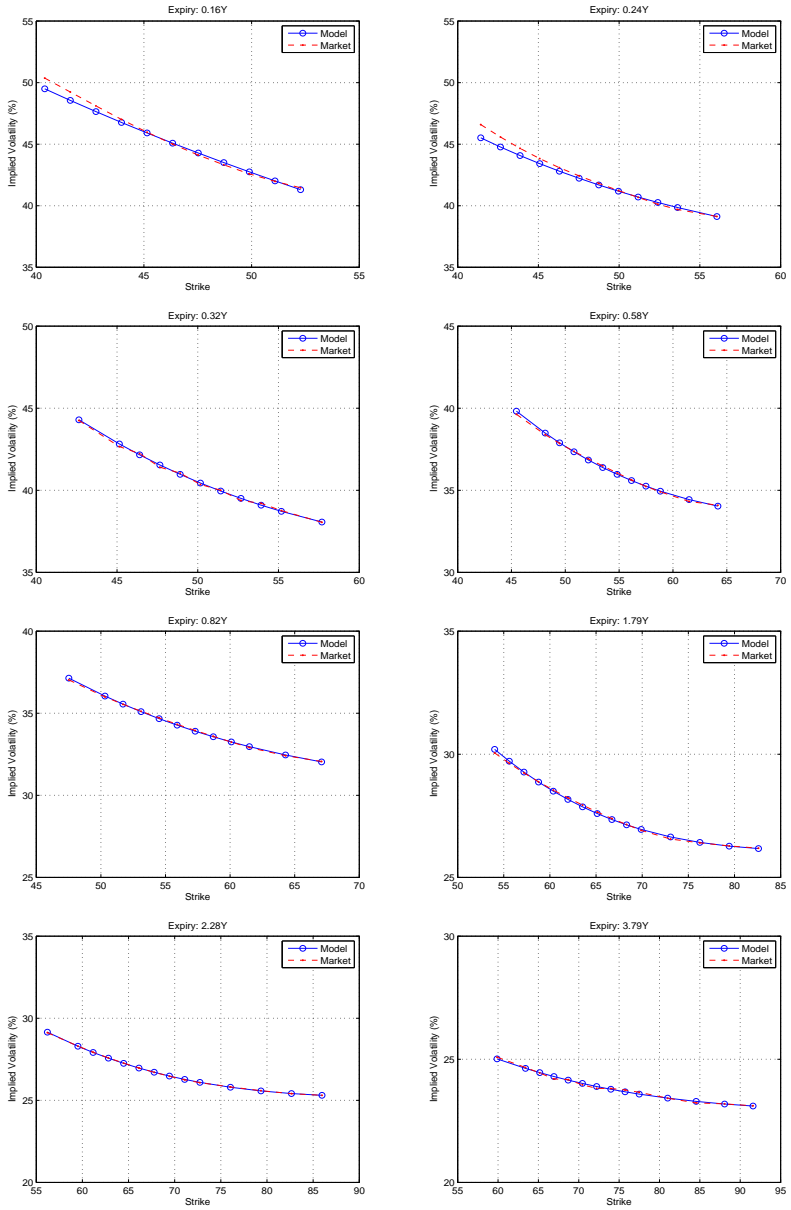 Expiry: 0.16Y
Model
Market
Implied Volatility (%)
55
50
45
40
35
40 45 50 55
Strike
Expiry: 0.24Y
Model
Market
Implied Volatility (%)
55
50
45
40
35
40 45 50 55 60
Strike
Expiry: 0.32Y
Model
Market
Implied Volatility (%)
50
45
40
35
40 45 50 55 60
Strike
Expiry: 0.58Y
Model
Market
Implied Volatility (%)
45
40
35
30
40 45 50 55 60 65 70
Strike
Expiry: 0.82Y
Model
Market
Implied Volatility (%)
40
35
30
25
45 50 55 60 65 70
Strike
Expiry: 1.79Y
Model
Market
Implied Volatility (%)
35
30
25
50 55 60 65 70 75 80 85
Strike
Expiry: 2.28Y
Model
Market
Implied Volatility (%)
35
30
25
20
55 60 65 70 75 80 85 90
Strike
Expiry: 3.79Y
Model
Market
Implied Volatility (%)
30
25
20
55 60 65 70 75 80 85 90 95
Strike